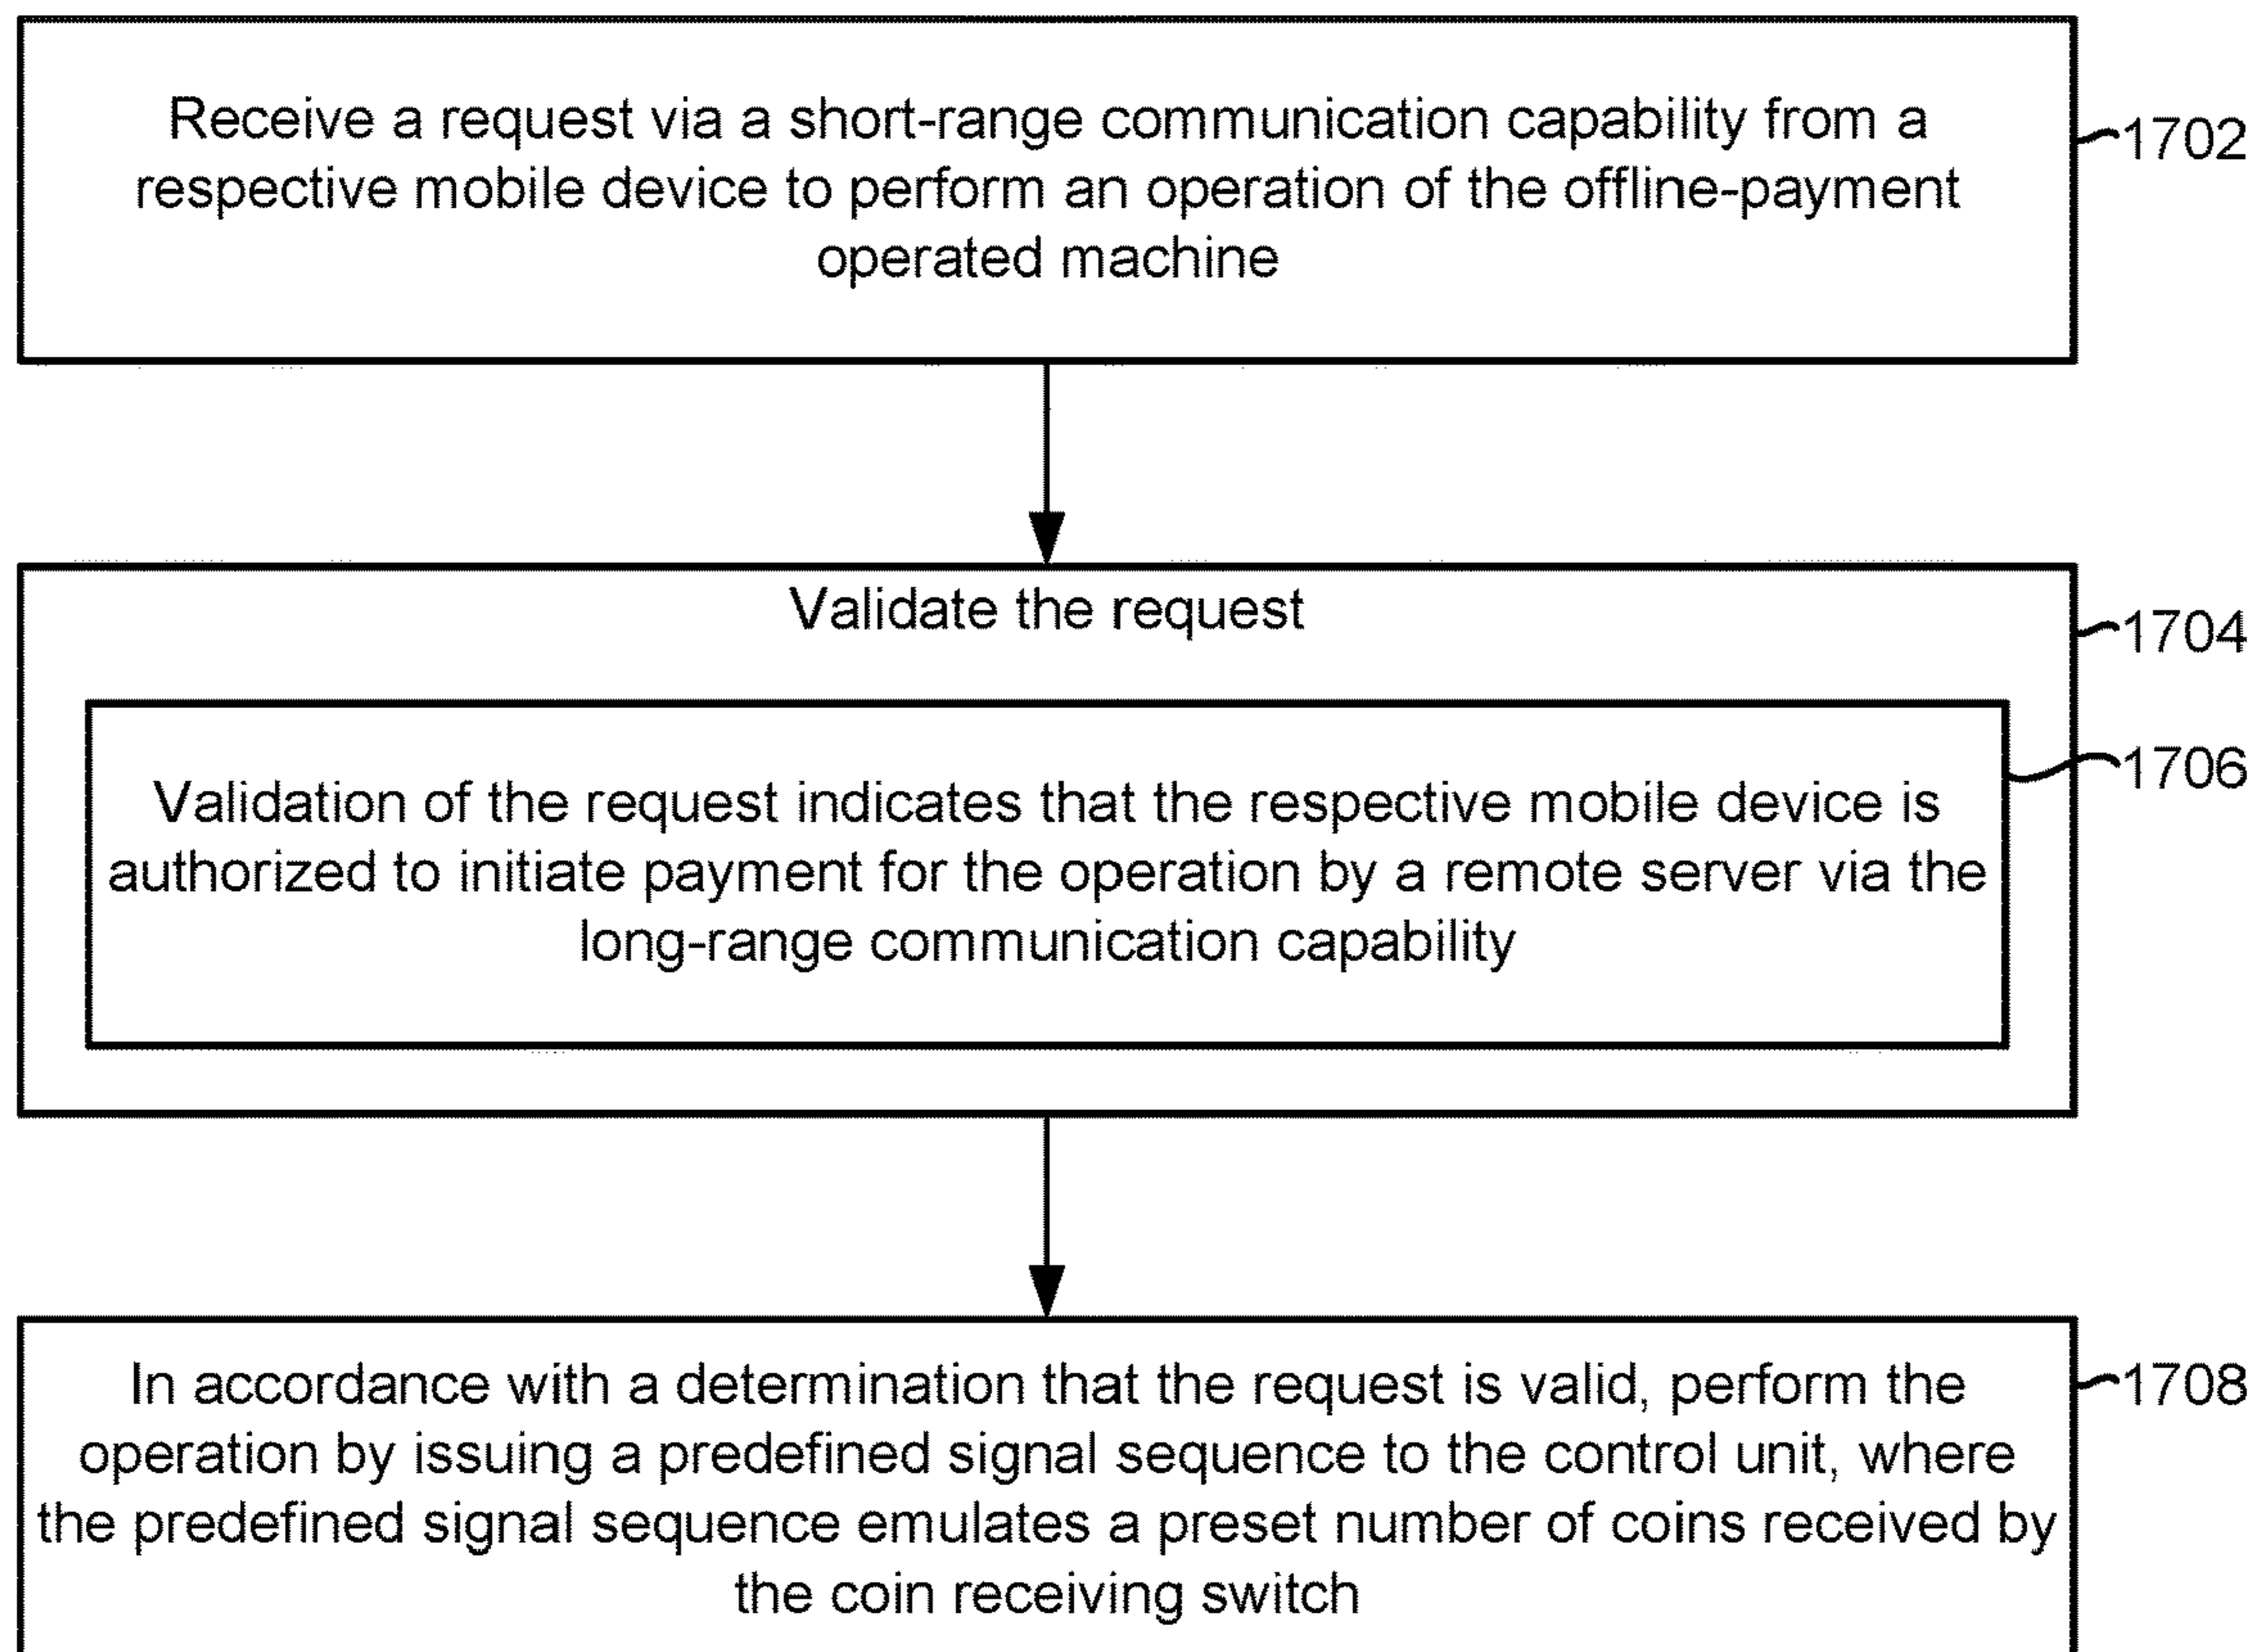 Receive a request via a short-range communication capability from a
respective mobile device to perform an operation of the offline-payment
operated machine
1702
Validate the request
1704
Validation of the request indicates that the respective mobile device is
authorized to initiate payment for the operation by a remote server via the
long-range communication capability
1706
In accordance with a determination that the request is valid, perform the
operation by issuing a predefined signal sequence to the control unit, where
the predefined signal sequence emulates a preset number of coins received by
the coin receiving switch
1708